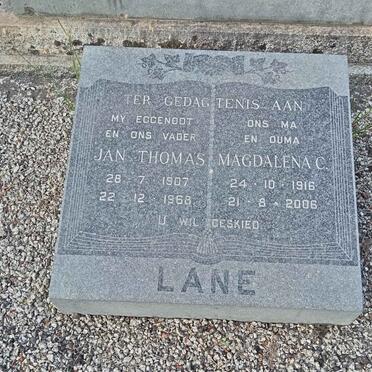 TER GEDAGTENIS AAN
MY EGGENOOT
EN ONS VADER
JAN THOMAS
28 - 7 - 1907
22 - 12 - 1968
ONS MA
EN OUMA
MAGDALENA C.
24 - 10 - 1916
21 - 8 - 2006
U WIL GESKIED
LANE